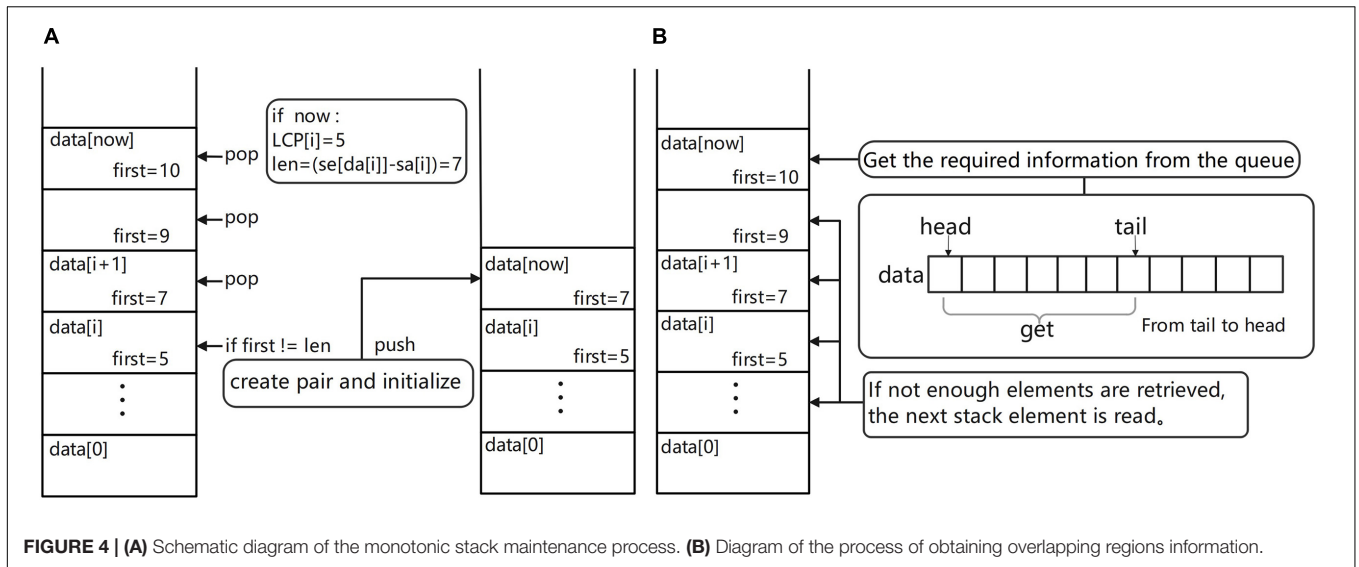 A
data[now]
first=10
first=9
data[i+1]
first=7
data[i]
first=5
data[0]
pop
pop
pop
if first != len
if now :
LCP[i]=5
len=(se[da[i]]-sa[i])=7
push
create pair and initialize
data[now]
first=7
data[i]
first=5
data[0]
B
data[now]
first=10
first=9
data[i+1]
first=7
data[i]
first=5
data[0]
Get the required information from the queue
head
tail
data
get
From tail to head
If not enough elements are retrieved,
the next stack element is read。
FIGURE 4 | (A) Schematic diagram of the monotonic stack maintenance process. (B) Diagram of the process of obtaining overlapping regions information.